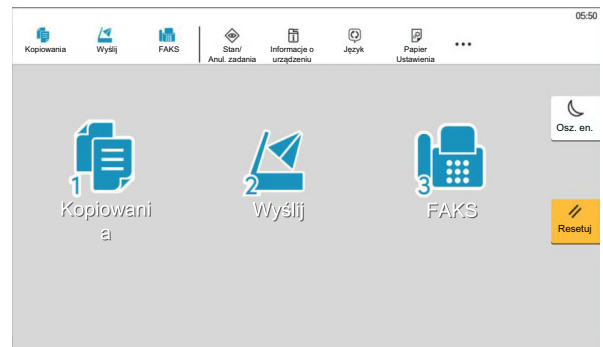 05:50
Kopiowania
Wyślij
FAKS
Stan/
Anul. zadania
Informacje o
urządzeniu
Język
Papier
Ustawienia
1
Kopiowani
a
2
Wyślij
3
FAKS
Osz. en.
Resetuj